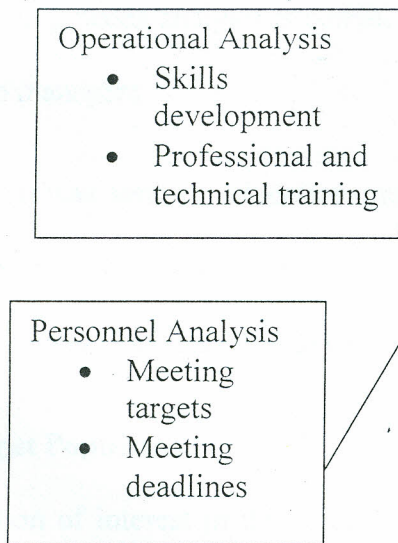 Operational Analysis
• Skills
development
• Professional and
technical training
Personnel Analysis
• Meeting
targets
• Meeting
deadlines